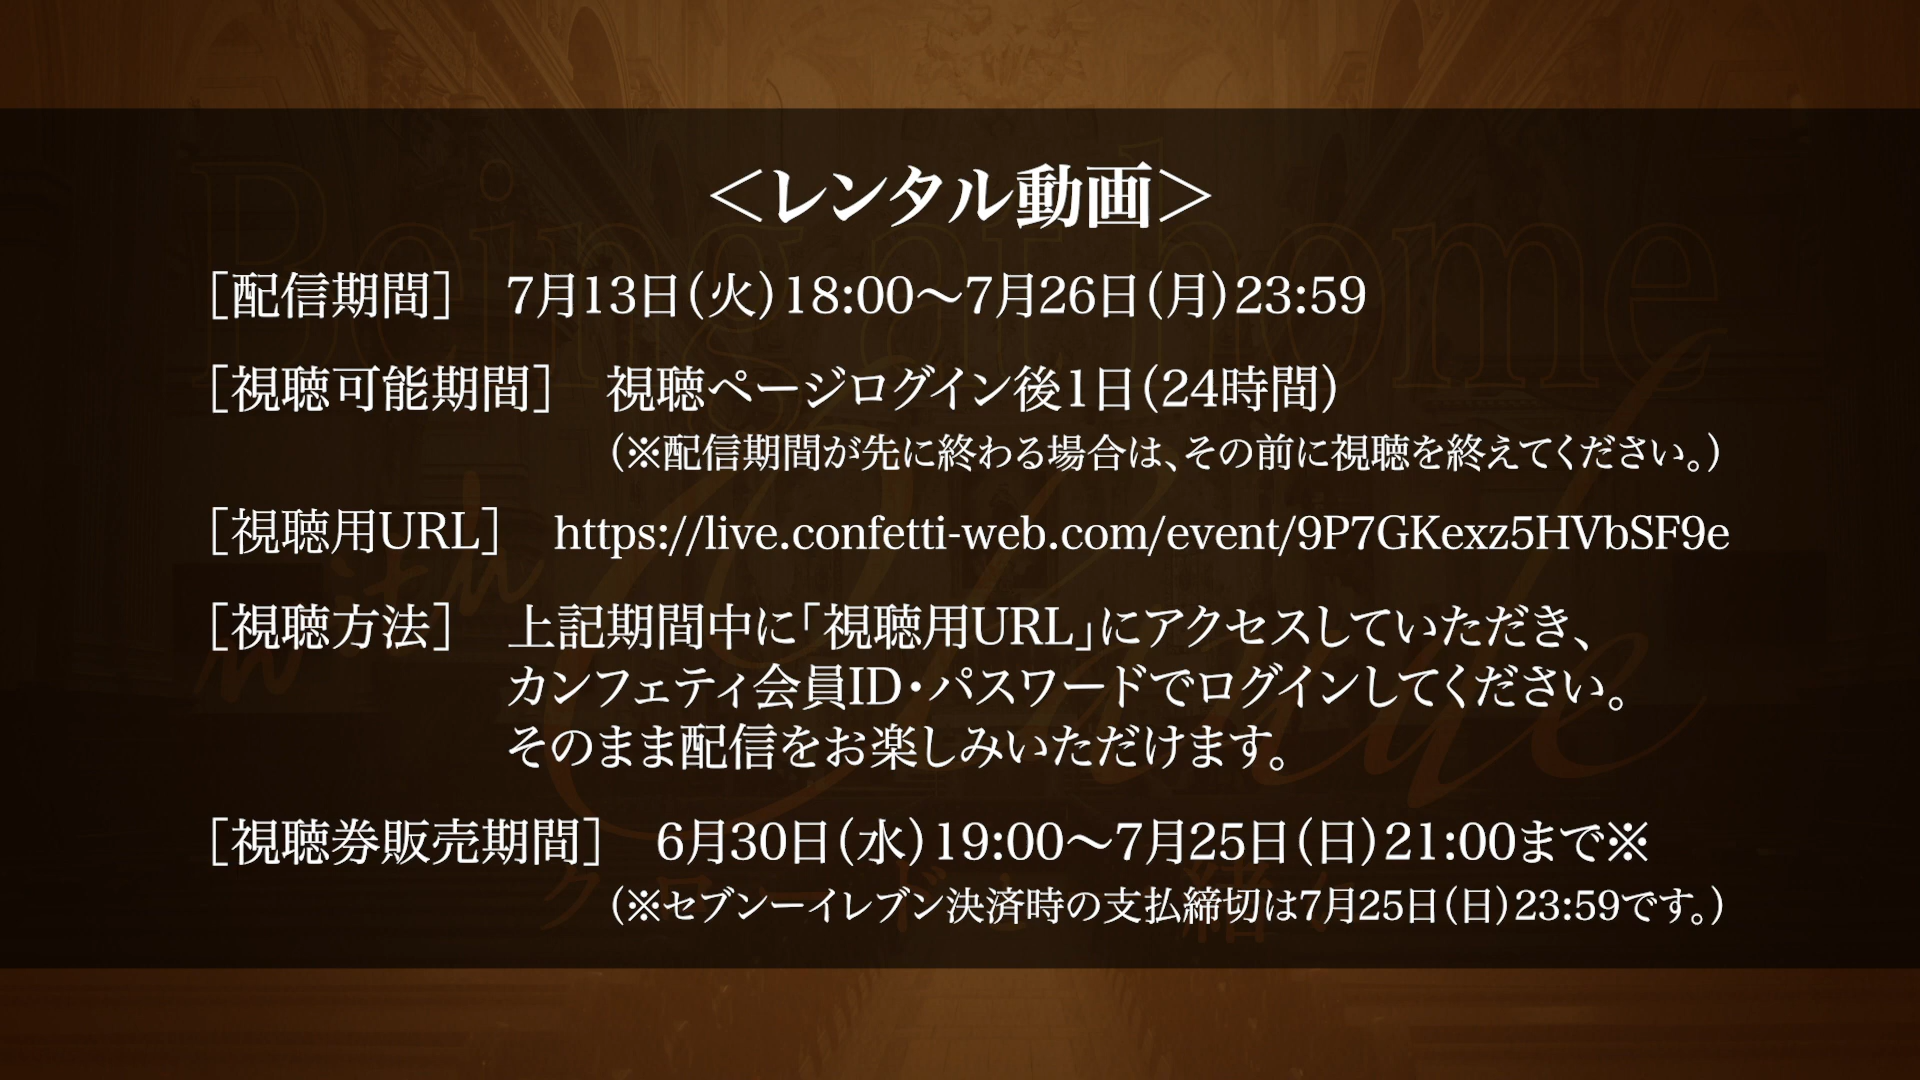 ＜レンタル動画＞
［配信期間］　7月13日(火)18:00～7月26日(月)23:59
［視聴可能期間］　視聴ページログイン後1日(24時間)
(※配信期間が先に終わる場合は、その前に視聴を終えてください。)
［視聴用URL］　https://live.confetti-web.com/event/9P7GKexz5HVbSF9e
［視聴方法］　上記期間中に「視聴用URL」にアクセスしていただき、
カンフェティ会員ID・パスワードでログインしてください。
そのまま配信をお楽しみいただけます。
［視聴券販売期間］　6月30日(水)19:00～7月25日(日)21:00まで※
(※セブンーイレブン決済時の支払締切は7月25日(日)23:59です。)
Being at home
with Claude